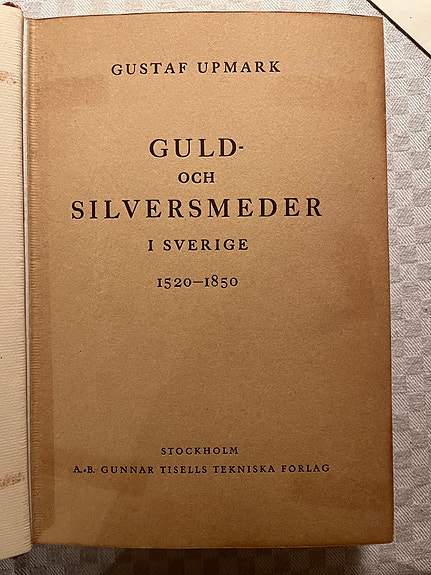 GUSTAF UPMARK
GULD-
OCH
SILVERSMEDER
I SVERIGE
1520–1850
STOCKHOLM
A.-B. GUNNAR TISELLS TEKNISKA FÖRLAG